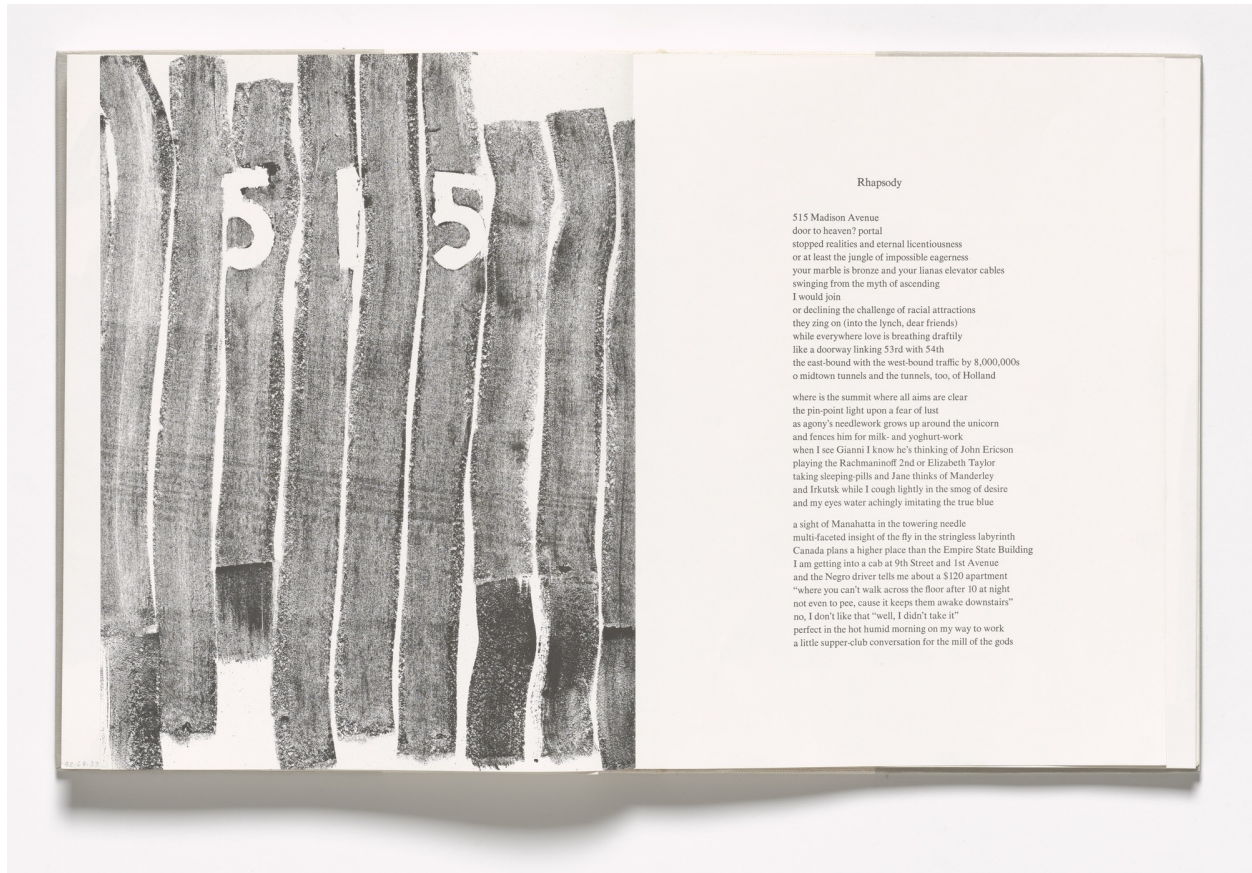 515
Rhapsody
515 Madison Avenue
door to heaven? portal
stopped realities and eternal licentiousness
or at least the jungle of impossible eagerness
your marble is bronze and your lianas elevator cables
swinging from the myth of ascending
I would join
or declining the challenge of racial attractions
they zing on (into the lynch, dear friends)
while everywhere love is breathing draftily
like a doorway linking 53rd with 54th
the east-bound with the west-bound traffic by 8,000,000s
o midtown tunnels and the tunnels, too, of Holland
where is the summit where all aims are clear
the pin-point light upon a fear of lust
as agony's needlework grows up around the unicorn
and fences him for milk- and yoghurt-work
when I see Gianni I know he's thinking of John Ericson
playing the Rachmaninoff 2nd or Elizabeth Taylor
taking sleeping-pills and Jane thinks of Manderley
and Irkutsk while I cough lightly in the smog of desire
and my eyes water achingly imitating the true blue
a sight of Manahatta in the towering needle
multi-faceted insight of the fly in the stringless labyrinth
Canada plans a higher place than the Empire State Building
I am getting into a cab at 9th Street and 1st Avenue
and the Negro driver tells me about a $120 apartment
“where you can't walk across the floor after 10 at night
not even to pee, cause it keeps them awake downstairs”
no, I don't like that “well, I didn't take it”
perfect in the hot humid morning on my way to work
a little supper-club conversation for the mill of the gods